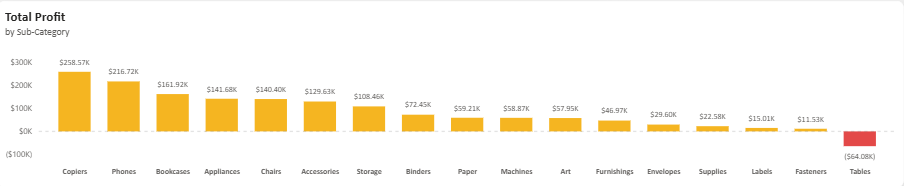 Total Profit
by Sub-Category
$300K
$200K
$100K
$0K
($100K)
$258.57K
$216.72K
$161.92K
$141.68K
$140.40K
$129.63K
$108.46K
$72.45K
$59.21K
$58.87K
$57.95K
$46.97K
$29.60K
$22.58K
$15.01K
$11.53K
($64.08K)
Copiers
Phones
Bookcases
Appliances
Chairs
Accessories
Storage
Binders
Paper
Machines
Art
Furnishings
Envelopes
Supplies
Labels
Fasteners
Tables